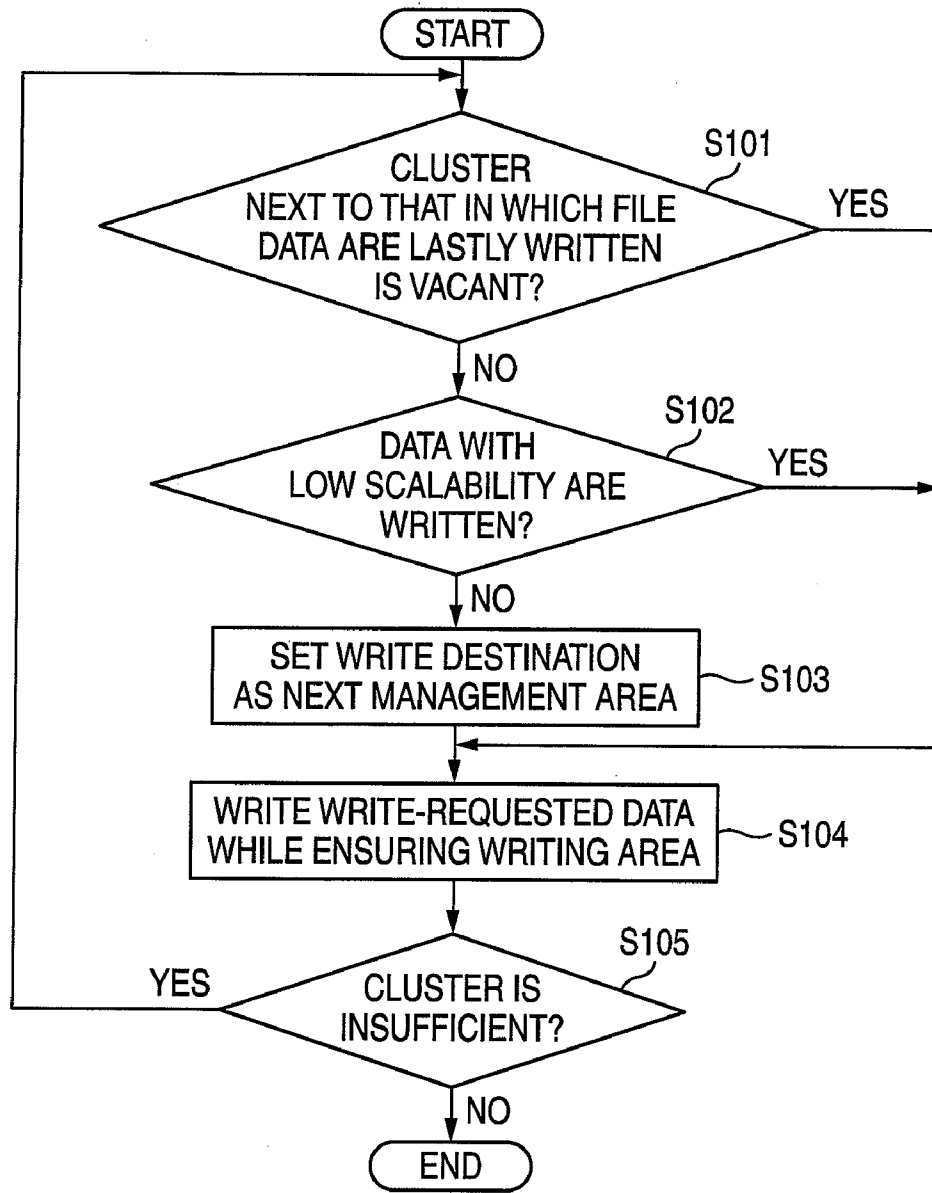 START
S101
CLUSTER
NEXT TO THAT IN WHICH FILE
DATA ARE LASTLY WRITTEN
IS VACANT?
YES
NO
S102
DATA WITH
LOW SCALABILITY ARE
WRITTEN?
YES
NO
SET WRITE DESTINATION
AS NEXT MANAGEMENT AREA
S103
WRITE WRITE-REQUESTED DATA
WHILE ENSURING WRITING AREA
S104
S105
YES
CLUSTER IS
INSUFFICIENT?
NO
END